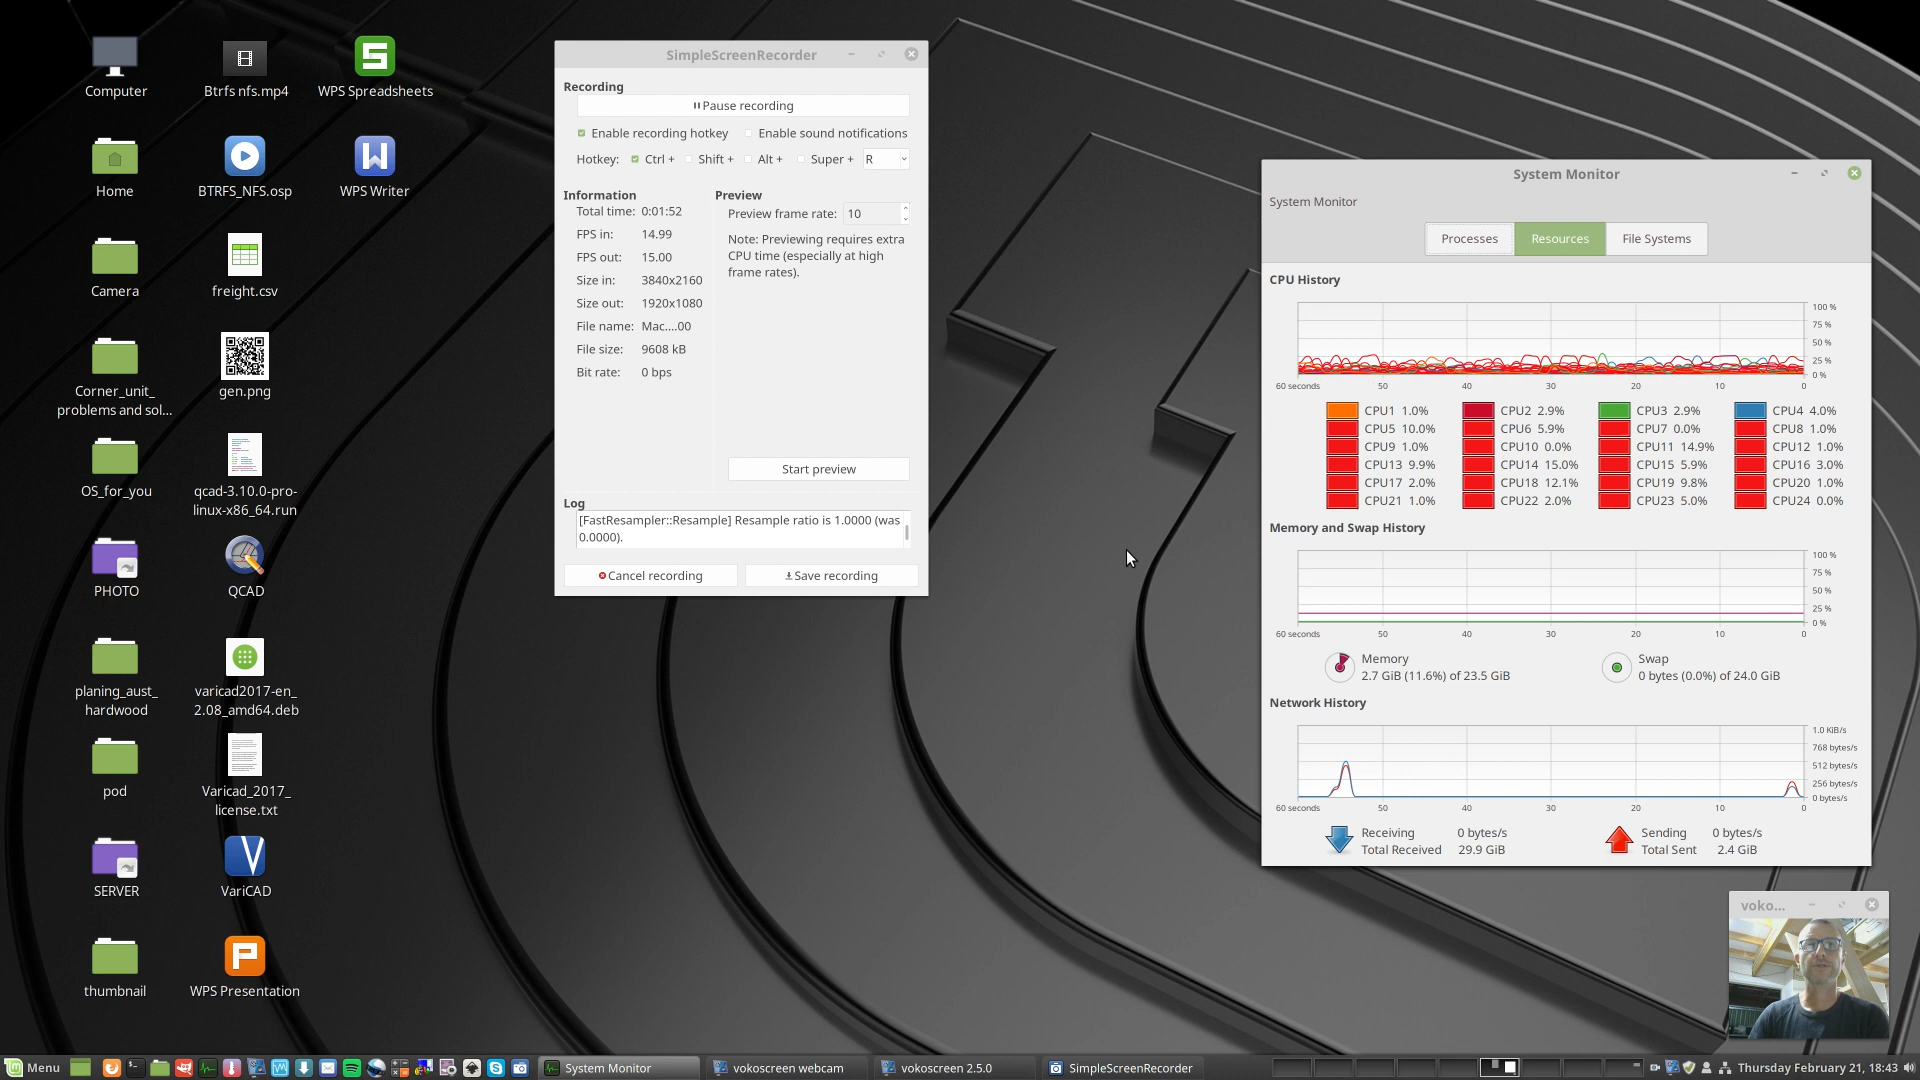 Computer
Btrfs nfs.mp4
WPS Spreadsheets
Home
BTRFS_NFS.osp
WPS Writer
Camera
freight.csv
Corner_unit_
problems and sol...
gen.png
OS_for_you
qcad-3.10.0-pro-
linux-x86_64.run
PHOTO
QCAD
planing_aust_
hardwood
varicad2017-en_
2.08_amd64.deb
pod
Varicad_2017_
license.txt
SERVER
VariCAD
thumbnail
WPS Presentation
SimpleScreenRecorder
Recording
Pause recording
Enable recording hotkey
Enable sound notifications
Hotkey: Ctrl + Shift + Alt + Super + R
Information
Total time: 0:01:52
FPS in: 14.99
FPS out: 15.00
Size in: 3840x2160
Size out: 1920x1080
File name: Mac....00
File size: 9608 kB
Bit rate: 0 bps
Preview
Preview frame rate: 10
Note: Previewing requires extra
CPU time (especially at high
frame rates).
Start preview
Log
[FastResampler::Resample] Resample ratio is 1.0000 (was
0.0000).
Cancel recording
Save recording
System Monitor
System Monitor
Processes
Resources
File Systems
CPU History
100 %
75 %
50 %
25 %
0 %
60 seconds 50 40 30 20 10 0
CPU1 1.0% CPU2 2.9% CPU3 2.9% CPU4 4.0%
CPU5 10.0% CPU6 5.9% CPU7 0.0% CPU8 1.0%
CPU9 1.0% CPU10 0.0% CPU11 14.9% CPU12 1.0%
CPU13 9.9% CPU14 15.0% CPU15 5.9% CPU16 3.0%
CPU17 2.0% CPU18 12.1% CPU19 9.8% CPU20 1.0%
CPU21 1.0% CPU22 2.0% CPU23 5.0% CPU24 0.0%
Memory and Swap History
100 %
75 %
50 %
25 %
0 %
60 seconds 50 40 30 20 10 0
Memory
2.7 GiB (11.6%) of 23.5 GiB
Swap
0 bytes (0.0%) of 24.0 GiB
Network History
1.0 KiB/s
768 bytes/s
512 bytes/s
256 bytes/s
0 bytes/s
60 seconds 50 40 30 20 10 0
Receiving 0 bytes/s
Total Received 29.9 GiB
Sending 0 bytes/s
Total Sent 2.4 GiB
voko...
Menu
System Monitor
vokoscreen webcam
vokoscreen 2.5.0
SimpleScreenRecorder
Thursday February 21, 18:43